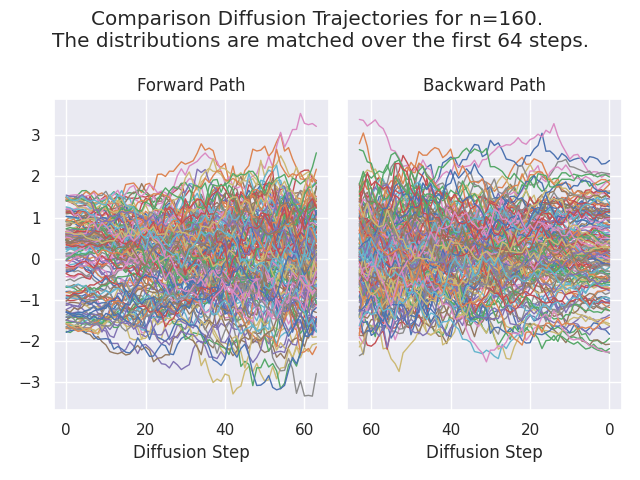 Comparison Diffusion Trajectories for n=160.
The distributions are matched over the first 64 steps.
Forward Path
Backward Path
3
2
1
0
−1
−2
−3
0 20 40 60
60 40 20 0
Diffusion Step
Diffusion Step